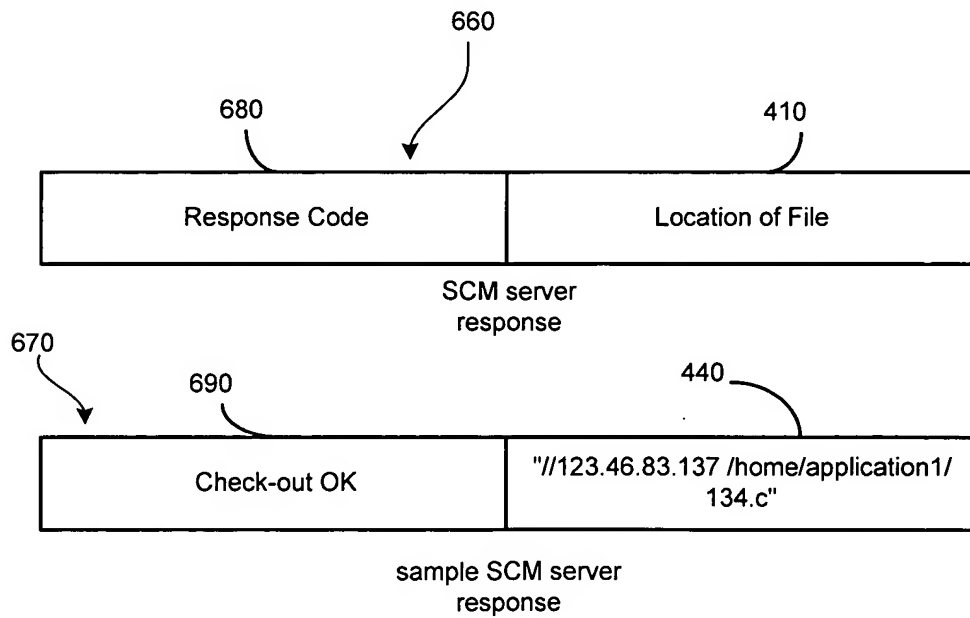 660
680
410
Response Code
Location of File
SCM server
response
670
690
440
Check-out OK
"//123.46.83.137 /home/application1/
134.c"
sample SCM server
response